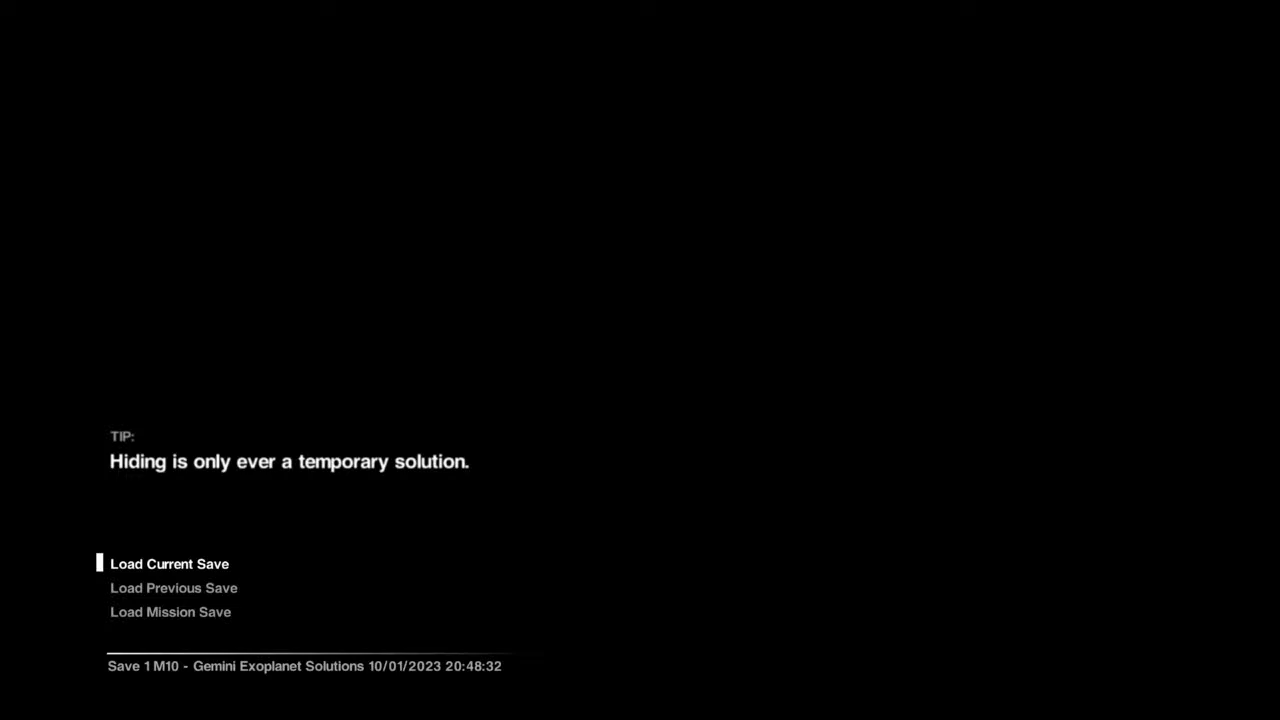 TIP:
Hiding is only ever a temporary solution.
Load Current Save
Load Previous Save
Load Mission Save
Save 1 M10 - Gemini Exoplanet Solutions 10/01/2023 20:48:32